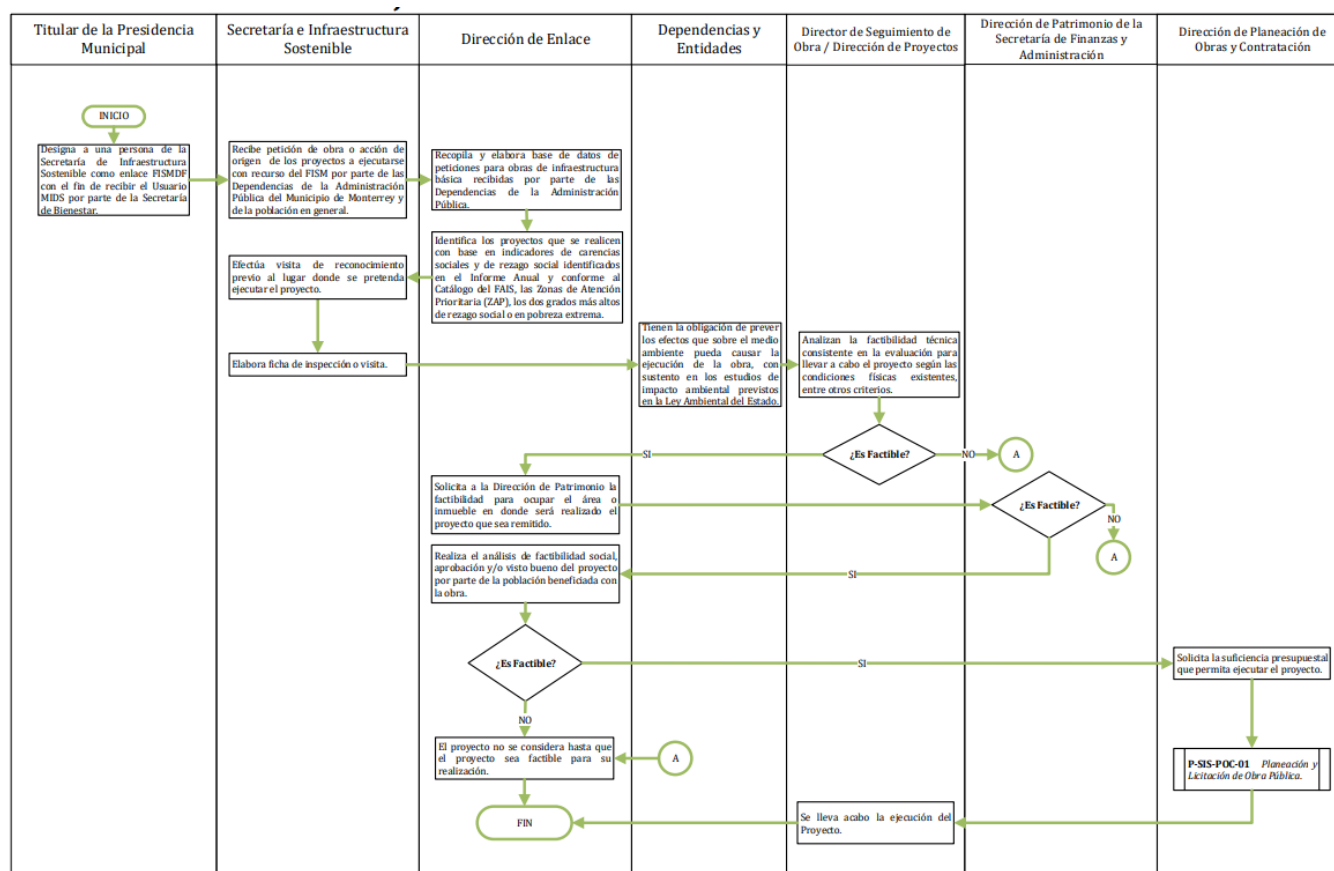 Titular de la Presidencia
Municipal
Secretaría e Infraestructura
Sostenible
Dirección de Enlace
Dependencias y
Entidades
Director de Seguimiento de
Obra / Dirección de Proyectos
Dirección de Patrimonio de la
Secretaría de Finanzas y
Administración
Dirección de Planeación de
Obras y Contratación
INICIO
Designa a una persona de la
Secretaría de Infraestructura
Sostenible como enlace FISMDF
con el fin de recibir el Usuario
MIDS por parte de la Secretaría
de Bienestar.
Recibe petición de obra o acción de
origen de los proyectos a ejecutarse
con recurso del FISM por parte de las
Dependencias de la Administración
Pública del Municipio de Monterrey y
de la población en general.
Recopila y elabora base de datos de
peticiones para obras de infraestructura
básica recibidas por parte de las
Dependencias de la Administración
Pública.
Identifica los proyectos que se realicen
con base en indicadores de carencias
sociales y de rezago social identificados
en el Informe Anual y conforme al
Catálogo del FAIS, las Zonas de Atención
Prioritaria (ZAP), los dos grados más altos
de rezago social o en pobreza extrema.
Efectúa visita de reconocimiento
previo al lugar donde se pretenda
ejecutar el proyecto.
Elabora ficha de inspección o visita.
Tienen la obligación de prever
los efectos que sobre el medio
ambiente pueda causar la
ejecución de la obra, con
sustento en los estudios de
impacto ambiental previstos
en la Ley Ambiental del Estado.
Analizan la factibilidad técnica
consistente en la evaluación para
llevar a cabo el proyecto según las
condiciones físicas existentes,
entre otros criterios.
¿Es Factible?
SI
NO
A
Solicita a la Dirección de Patrimonio la
factibilidad para ocupar el área o
inmueble en donde será realizado el
proyecto que sea remitido.
¿Es Factible?
NO
A
SI
Realiza el análisis de factibilidad social,
aprobación y/o visto bueno del proyecto
por parte de la población beneficiada con
la obra.
¿Es Factible?
SI
NO
Solicita la suficiencia presupuestal
que permita ejecutar el proyecto.
El proyecto no se considera hasta que
el proyecto sea factible para su
realización.
A
P-SIS-POC-01 Planeación y
Licitación de Obra Pública.
FIN
Se lleva acabo la ejecución del
Proyecto.